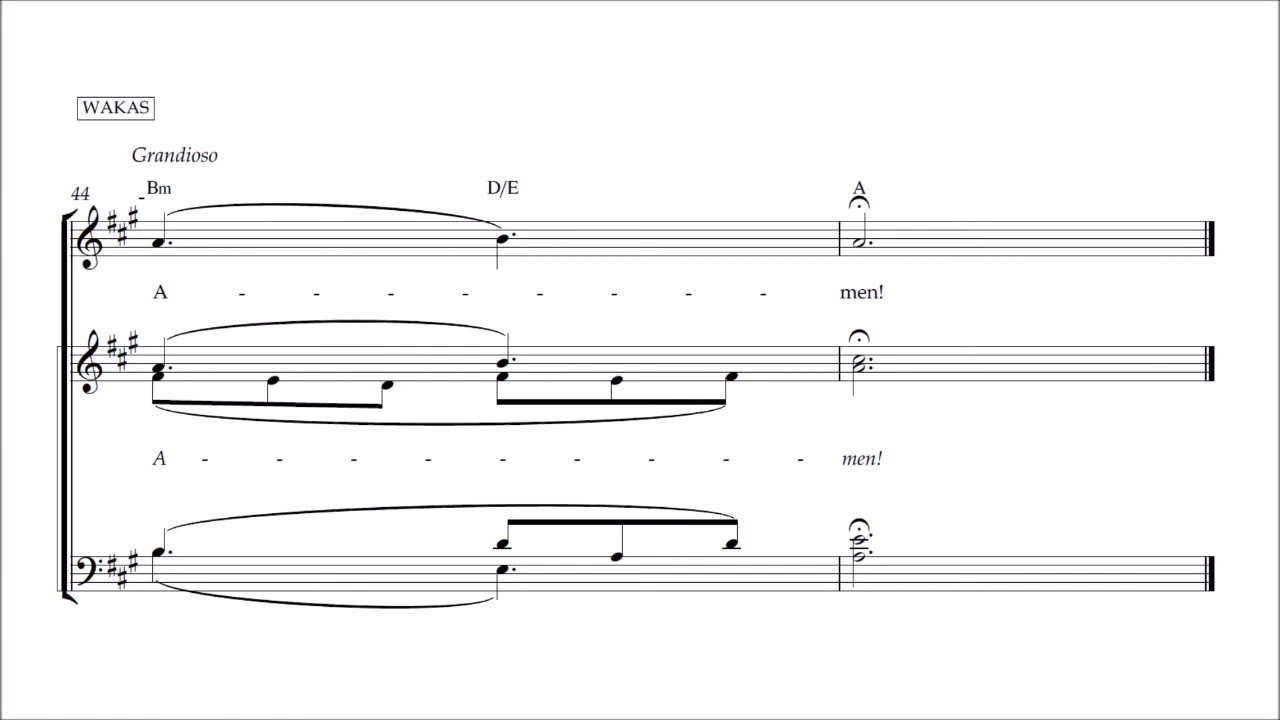 WAKAS
Grandioso
44 -Bm D/E A
A - - - - - - - - men!
A - - - - - - - - - men!